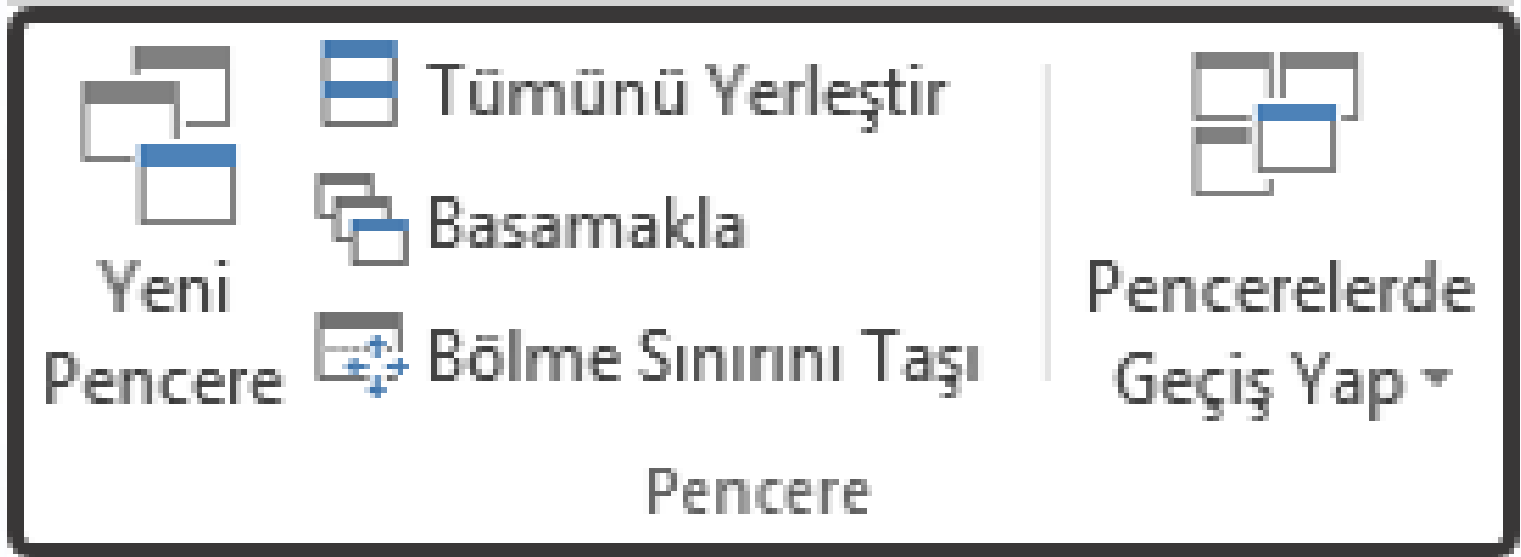 Yeni
Pencere
Tümünü Yerleştir
Basamakla
Bölme Sınırını Taşı
Pencerelerde
Geçiş Yap
Pencere